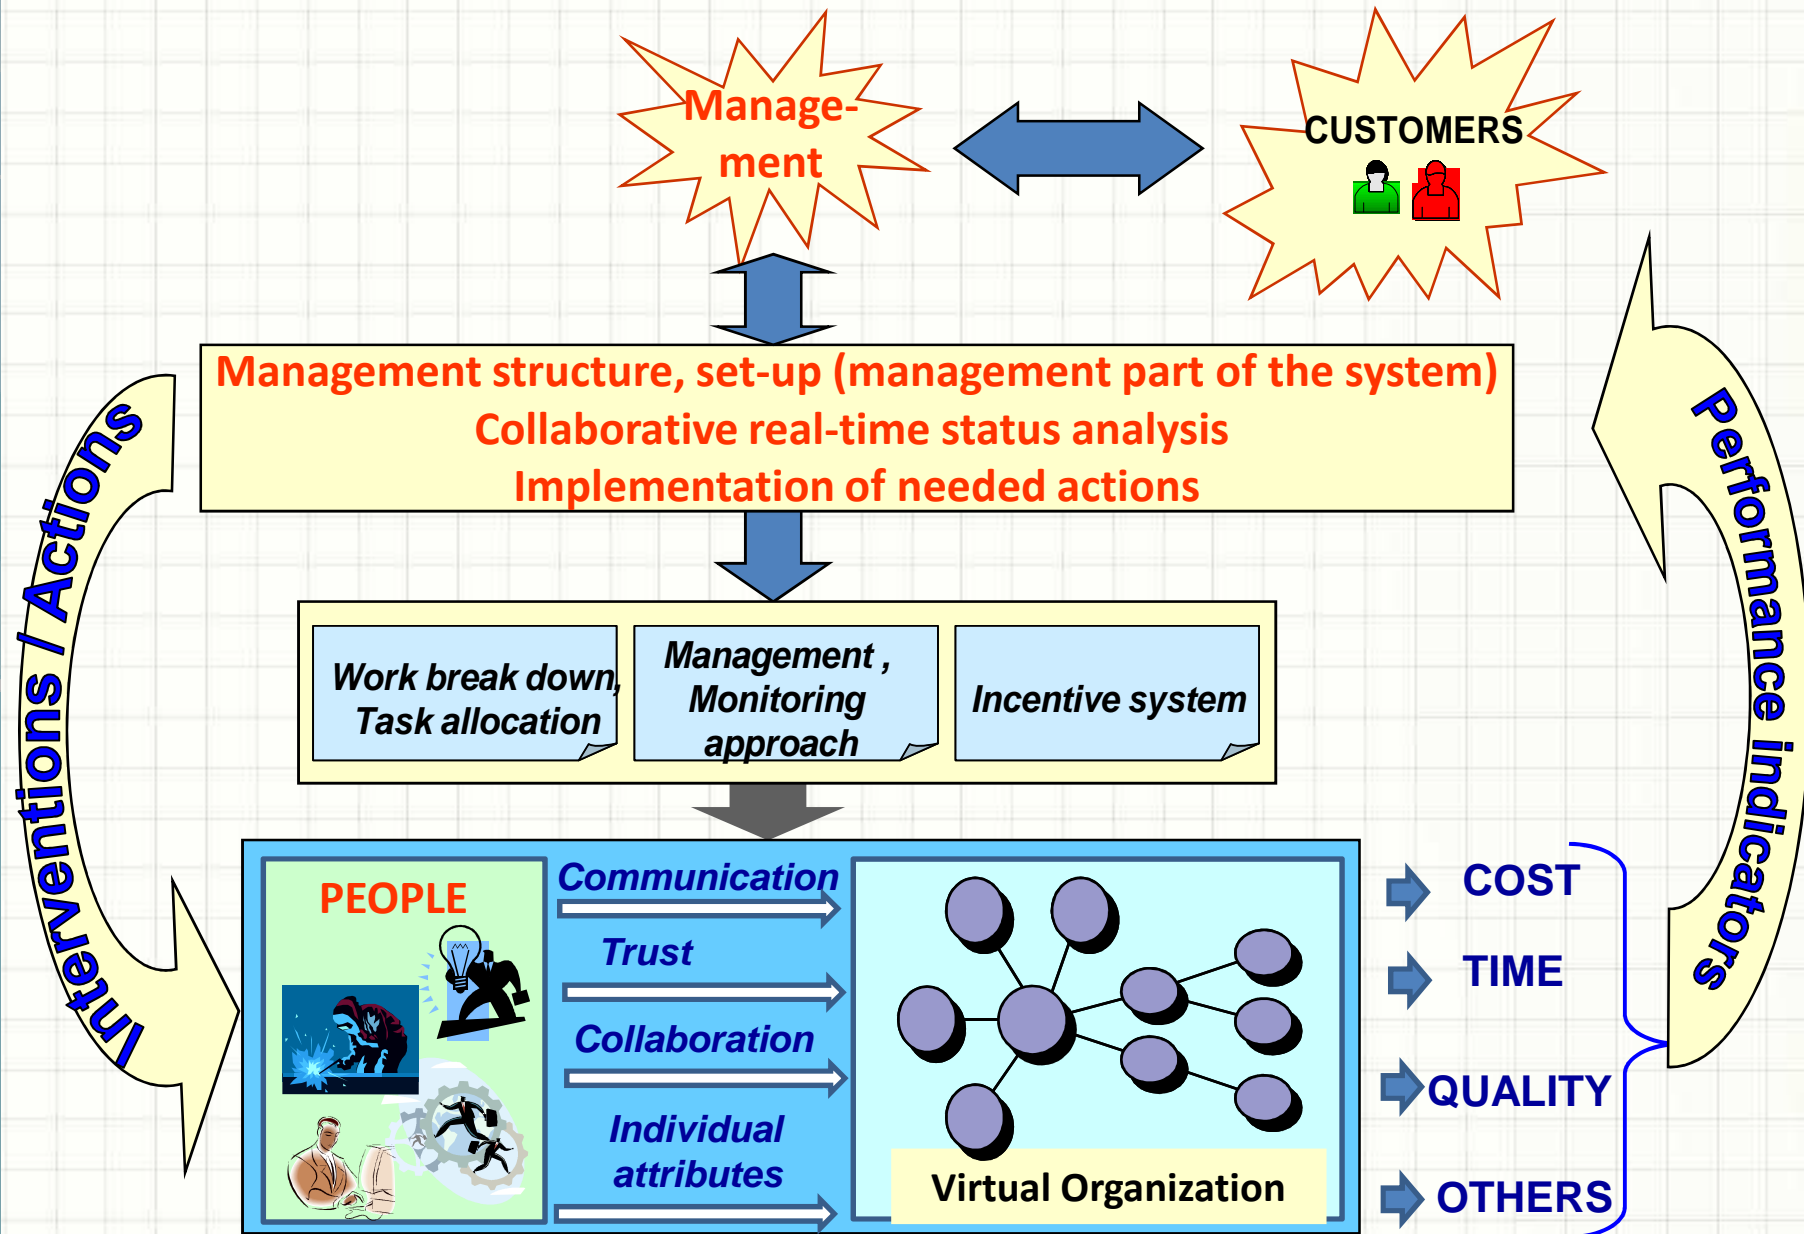 Manage-
ment
CUSTOMERS
Management structure, set-up (management part of the system)
Collaborative real-time status analysis
Implementation of needed actions
Interventions / Actions
Performance indicators
Work break down,
Task allocation
Management ,
Monitoring
approach
Incentive system
PEOPLE
Communication
Trust
Collaboration
Individual
attributes
Virtual Organization
COST
TIME
QUALITY
OTHERS